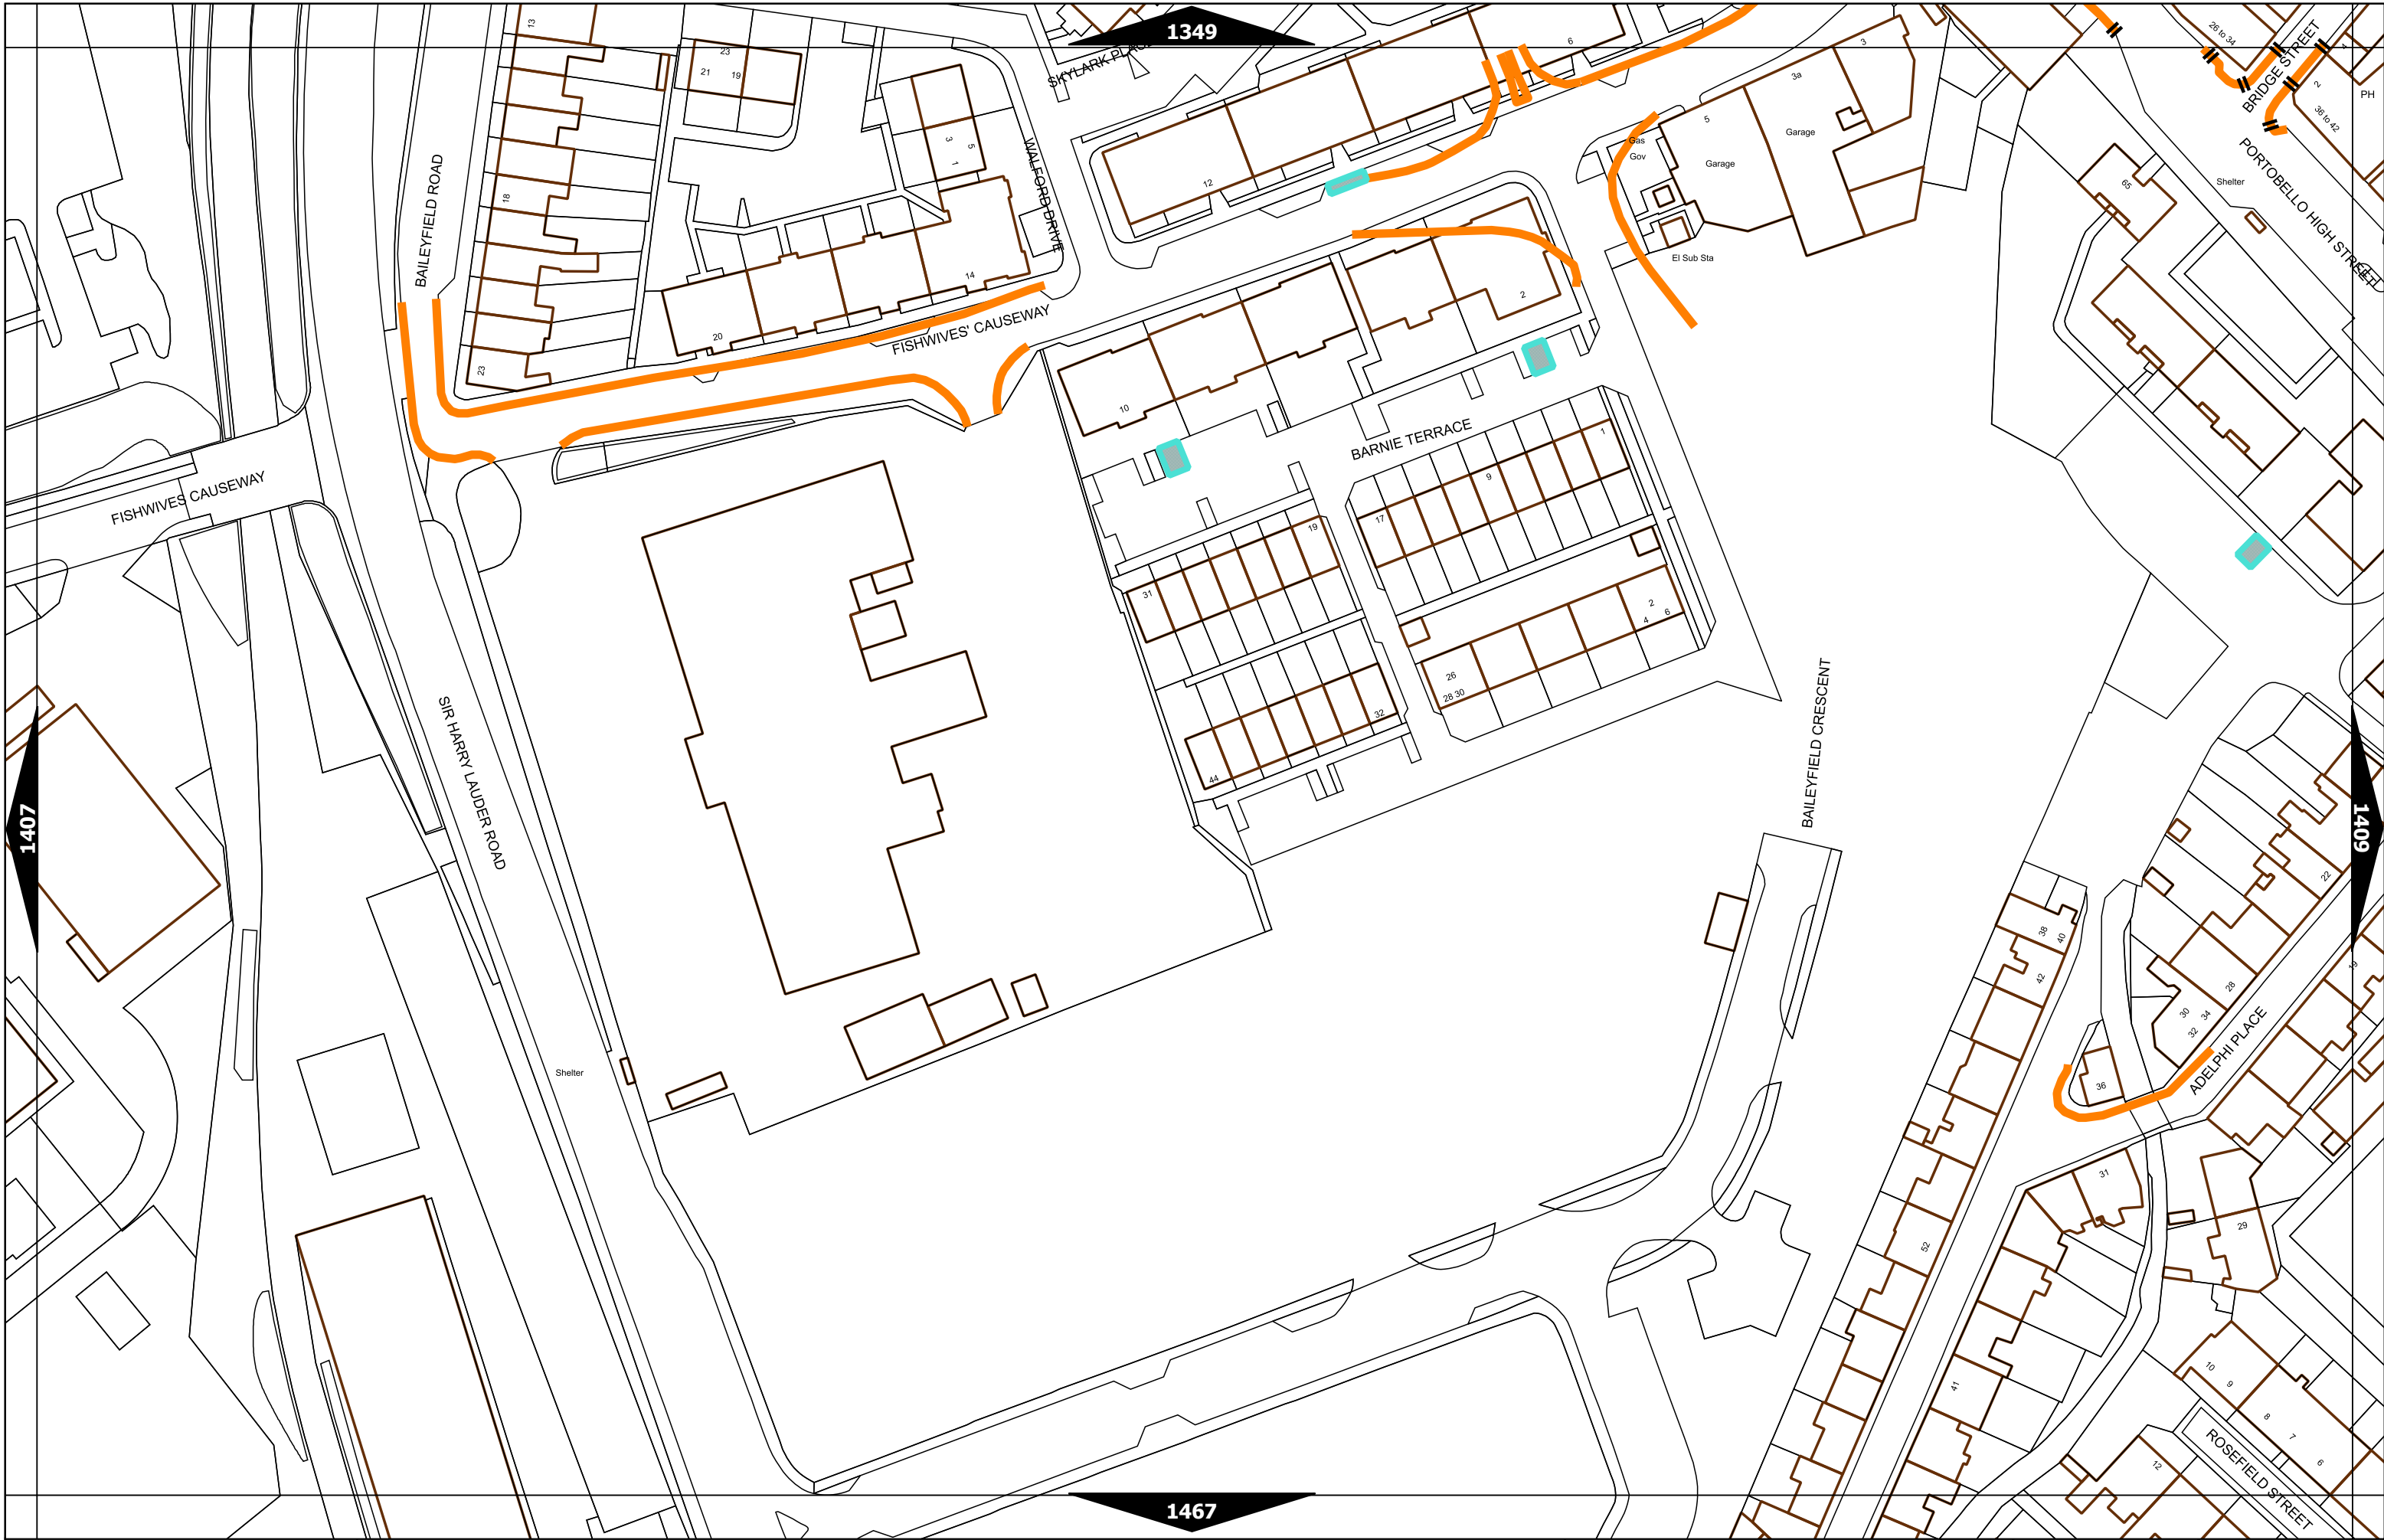 1349
13
23
21
19
SKYLARK PLACE
6
3
3a
26 to 34
BRIDGE STREET
4
2
PH
36 to 42
5
Garage
Garage
Gas
Gov
3
5
1
WALFORD DRIVE
BAILEYFIELD ROAD
18
12
65
Shelter
PORTOBELLO HIGH STREET
El Sub Sta
14
20
2
FISHWIVES' CAUSEWAY
23
10
BARNIE TERRACE
1
9
17
19
FISHWIVES CAUSEWAY
31
2
6
4
26
28 30
32
44
SIR HARRY LAUDER ROAD
BAILEYFIELD CRESCENT
1407
1409
22
38
40
42
19
28
30
34
32
ADELPHI PLACE
Shelter
36
31
29
52
41
10
9
8
7
6
12
ROSEFIELD STREET
1467